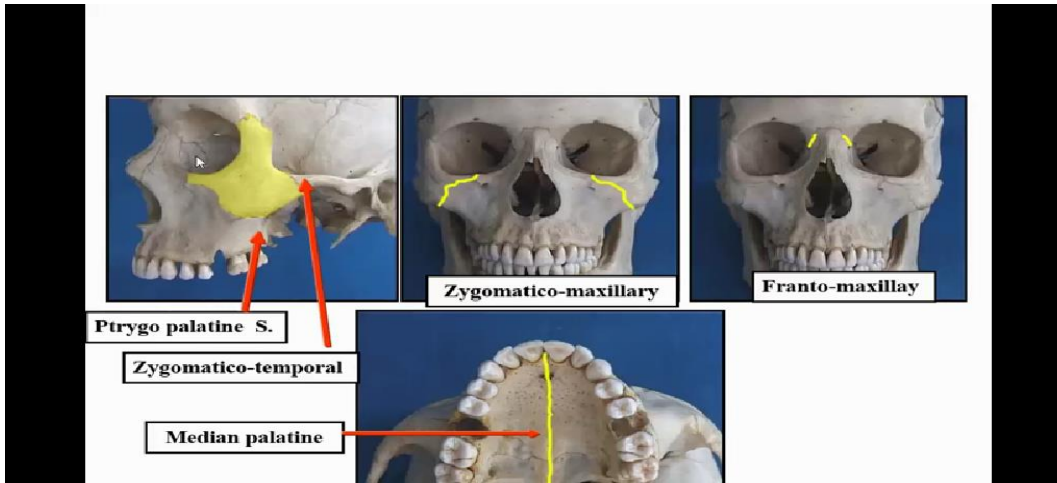 Zygomatico-maxillary
Franto-maxillay
Ptrygo palatine S.
Zygomatico-temporal
Median palatine